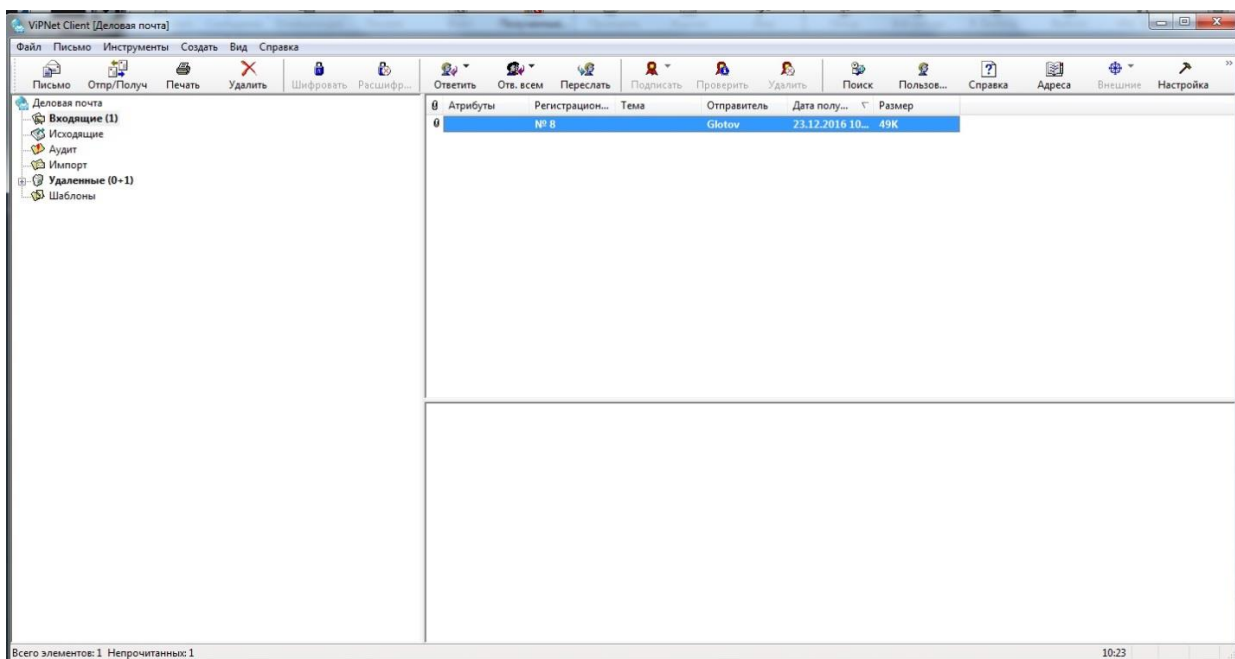 ViPNet Client [Деловая почта]
Файл Письмо Инструменты Создать Вид Справка
Письмо Отпр/Получ Печать Удалить Шифровать Расшифр... Ответить Отв. всем Переслать Подписать Проверить Удалить Поиск Пользов... Справка Адреса Внешние Настройка
Деловая почта
Входящие (1)
Исходящие
Аудит
Импорт
Удаленные (0+1)
Шаблоны
Атрибуты Регистрацион... Тема Отправитель Дата полу... Размер
№ 8 Glotov 23.12.2016 10... 49K
Всего элементов: 1 Непрочитанных: 1 10:23